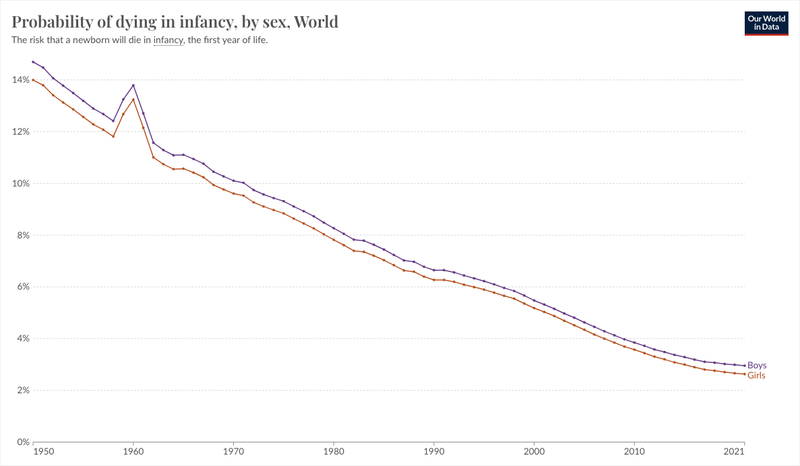 Probability of dying in infancy, by sex, World
The risk that a newborn will die in infancy, the first year of life.
Our World
in Data
14%
12%
10%
8%
6%
4%
2%
0%
Boys
Girls
1950
1960
1970
1980
1990
2000
2010
2021